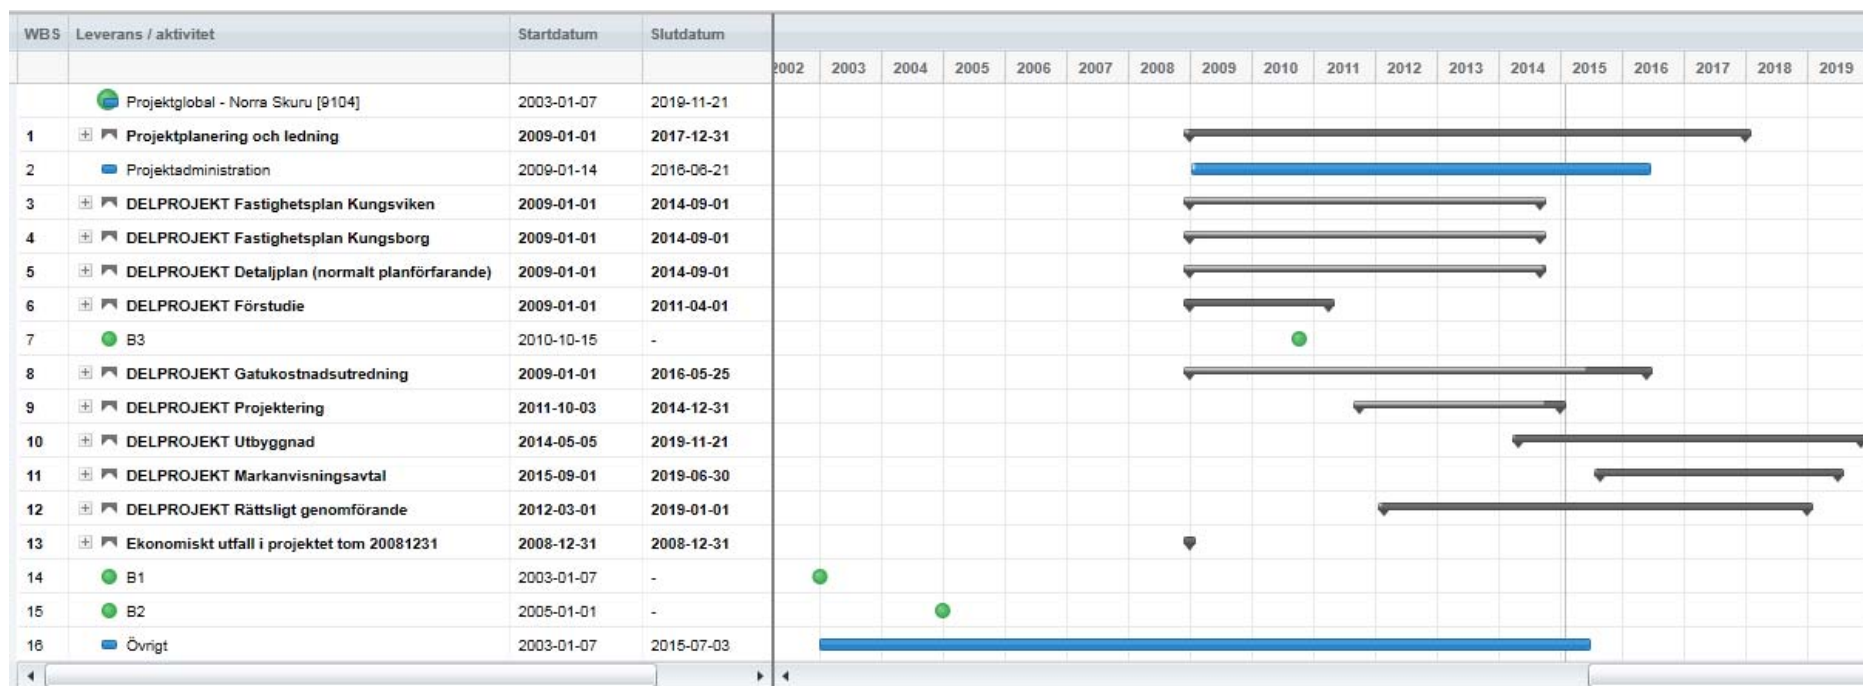 WBS Leverans / aktivitet Startdatum Slutdatum
2002 2003 2004 2005 2006 2007 2008 2009 2010 2011 2012 2013 2014 2015 2016 2017 2018 2019
Projektglobal - Norra Skuru [9104] 2003-01-07 2019-11-21
1 Projektplanering och ledning 2009-01-01 2017-12-31
2 Projektadministration 2009-01-14 2016-06-21
3 DELPROJEKT Fastighetsplan Kungsviken 2009-01-01 2014-09-01
4 DELPROJEKT Fastighetsplan Kungsborg 2009-01-01 2014-09-01
5 DELPROJEKT Detaljplan (normalt planförfarande) 2009-01-01 2014-09-01
6 DELPROJEKT Förstudie 2009-01-01 2011-04-01
7 B3 2010-10-15 -
8 DELPROJEKT Gatukostnadsutredning 2009-01-01 2016-05-25
9 DELPROJEKT Projektering 2011-10-03 2014-12-31
10 DELPROJEKT Utbyggnad 2014-05-05 2019-11-21
11 DELPROJEKT Markanvisningsavtal 2015-09-01 2019-06-30
12 DELPROJEKT Rättsligt genomförande 2012-03-01 2019-01-01
13 Ekonomiskt utfall i projektet tom 20081231 2008-12-31 2008-12-31
14 B1 2003-01-07 -
15 B2 2005-01-01 -
16 Övrigt 2003-01-07 2015-07-03